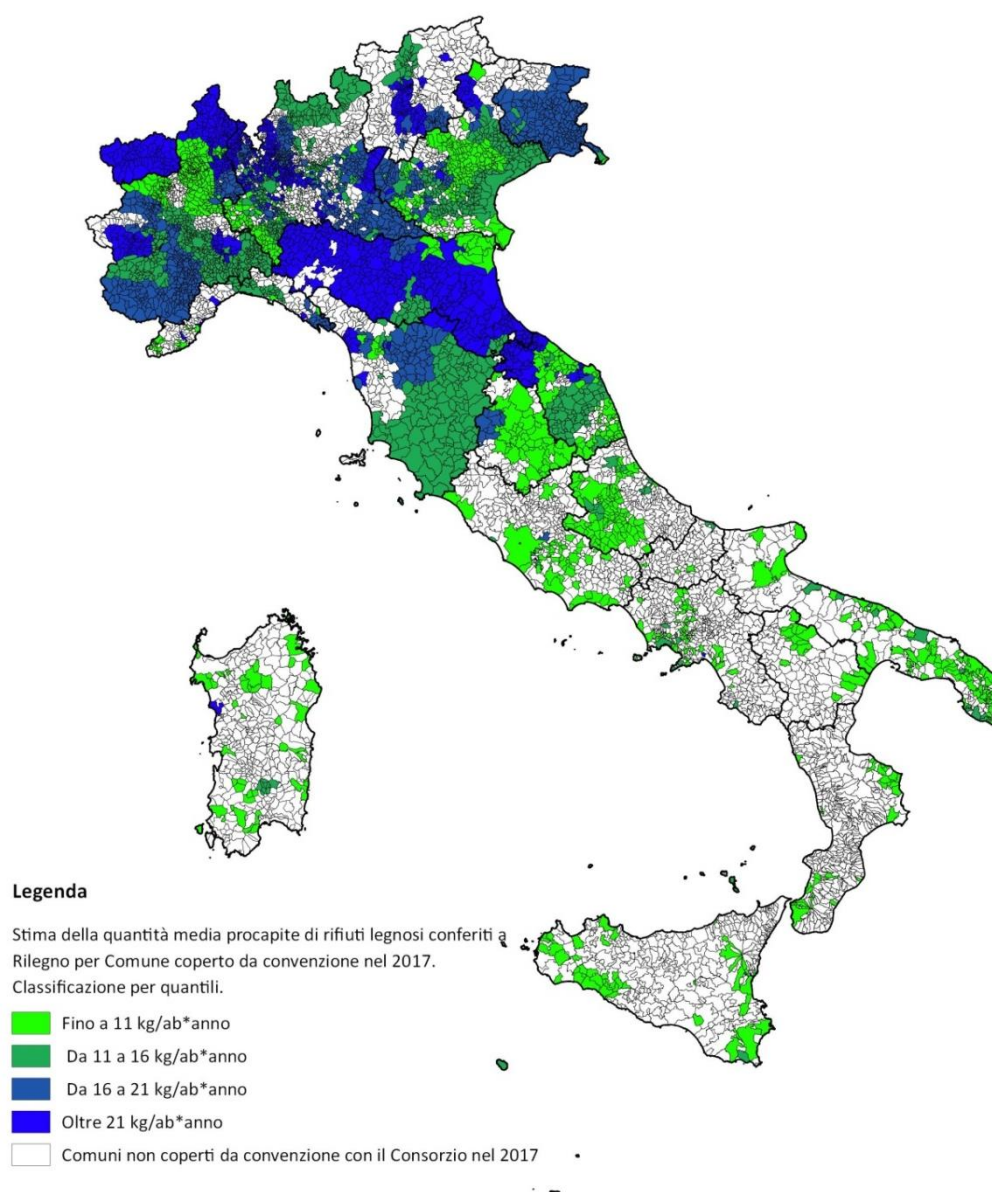 Legenda
Stima della quantità media procapite di rifiuti legnosi conferiti a
Rilegno per Comune coperto da convenzione nel 2017.
Classificazione per quantili.
Fino a 11 kg/ab*anno
Da 11 a 16 kg/ab*anno
Da 16 a 21 kg/ab*anno
Oltre 21 kg/ab*anno
Comuni non coperti da convenzione con il Consorzio nel 2017